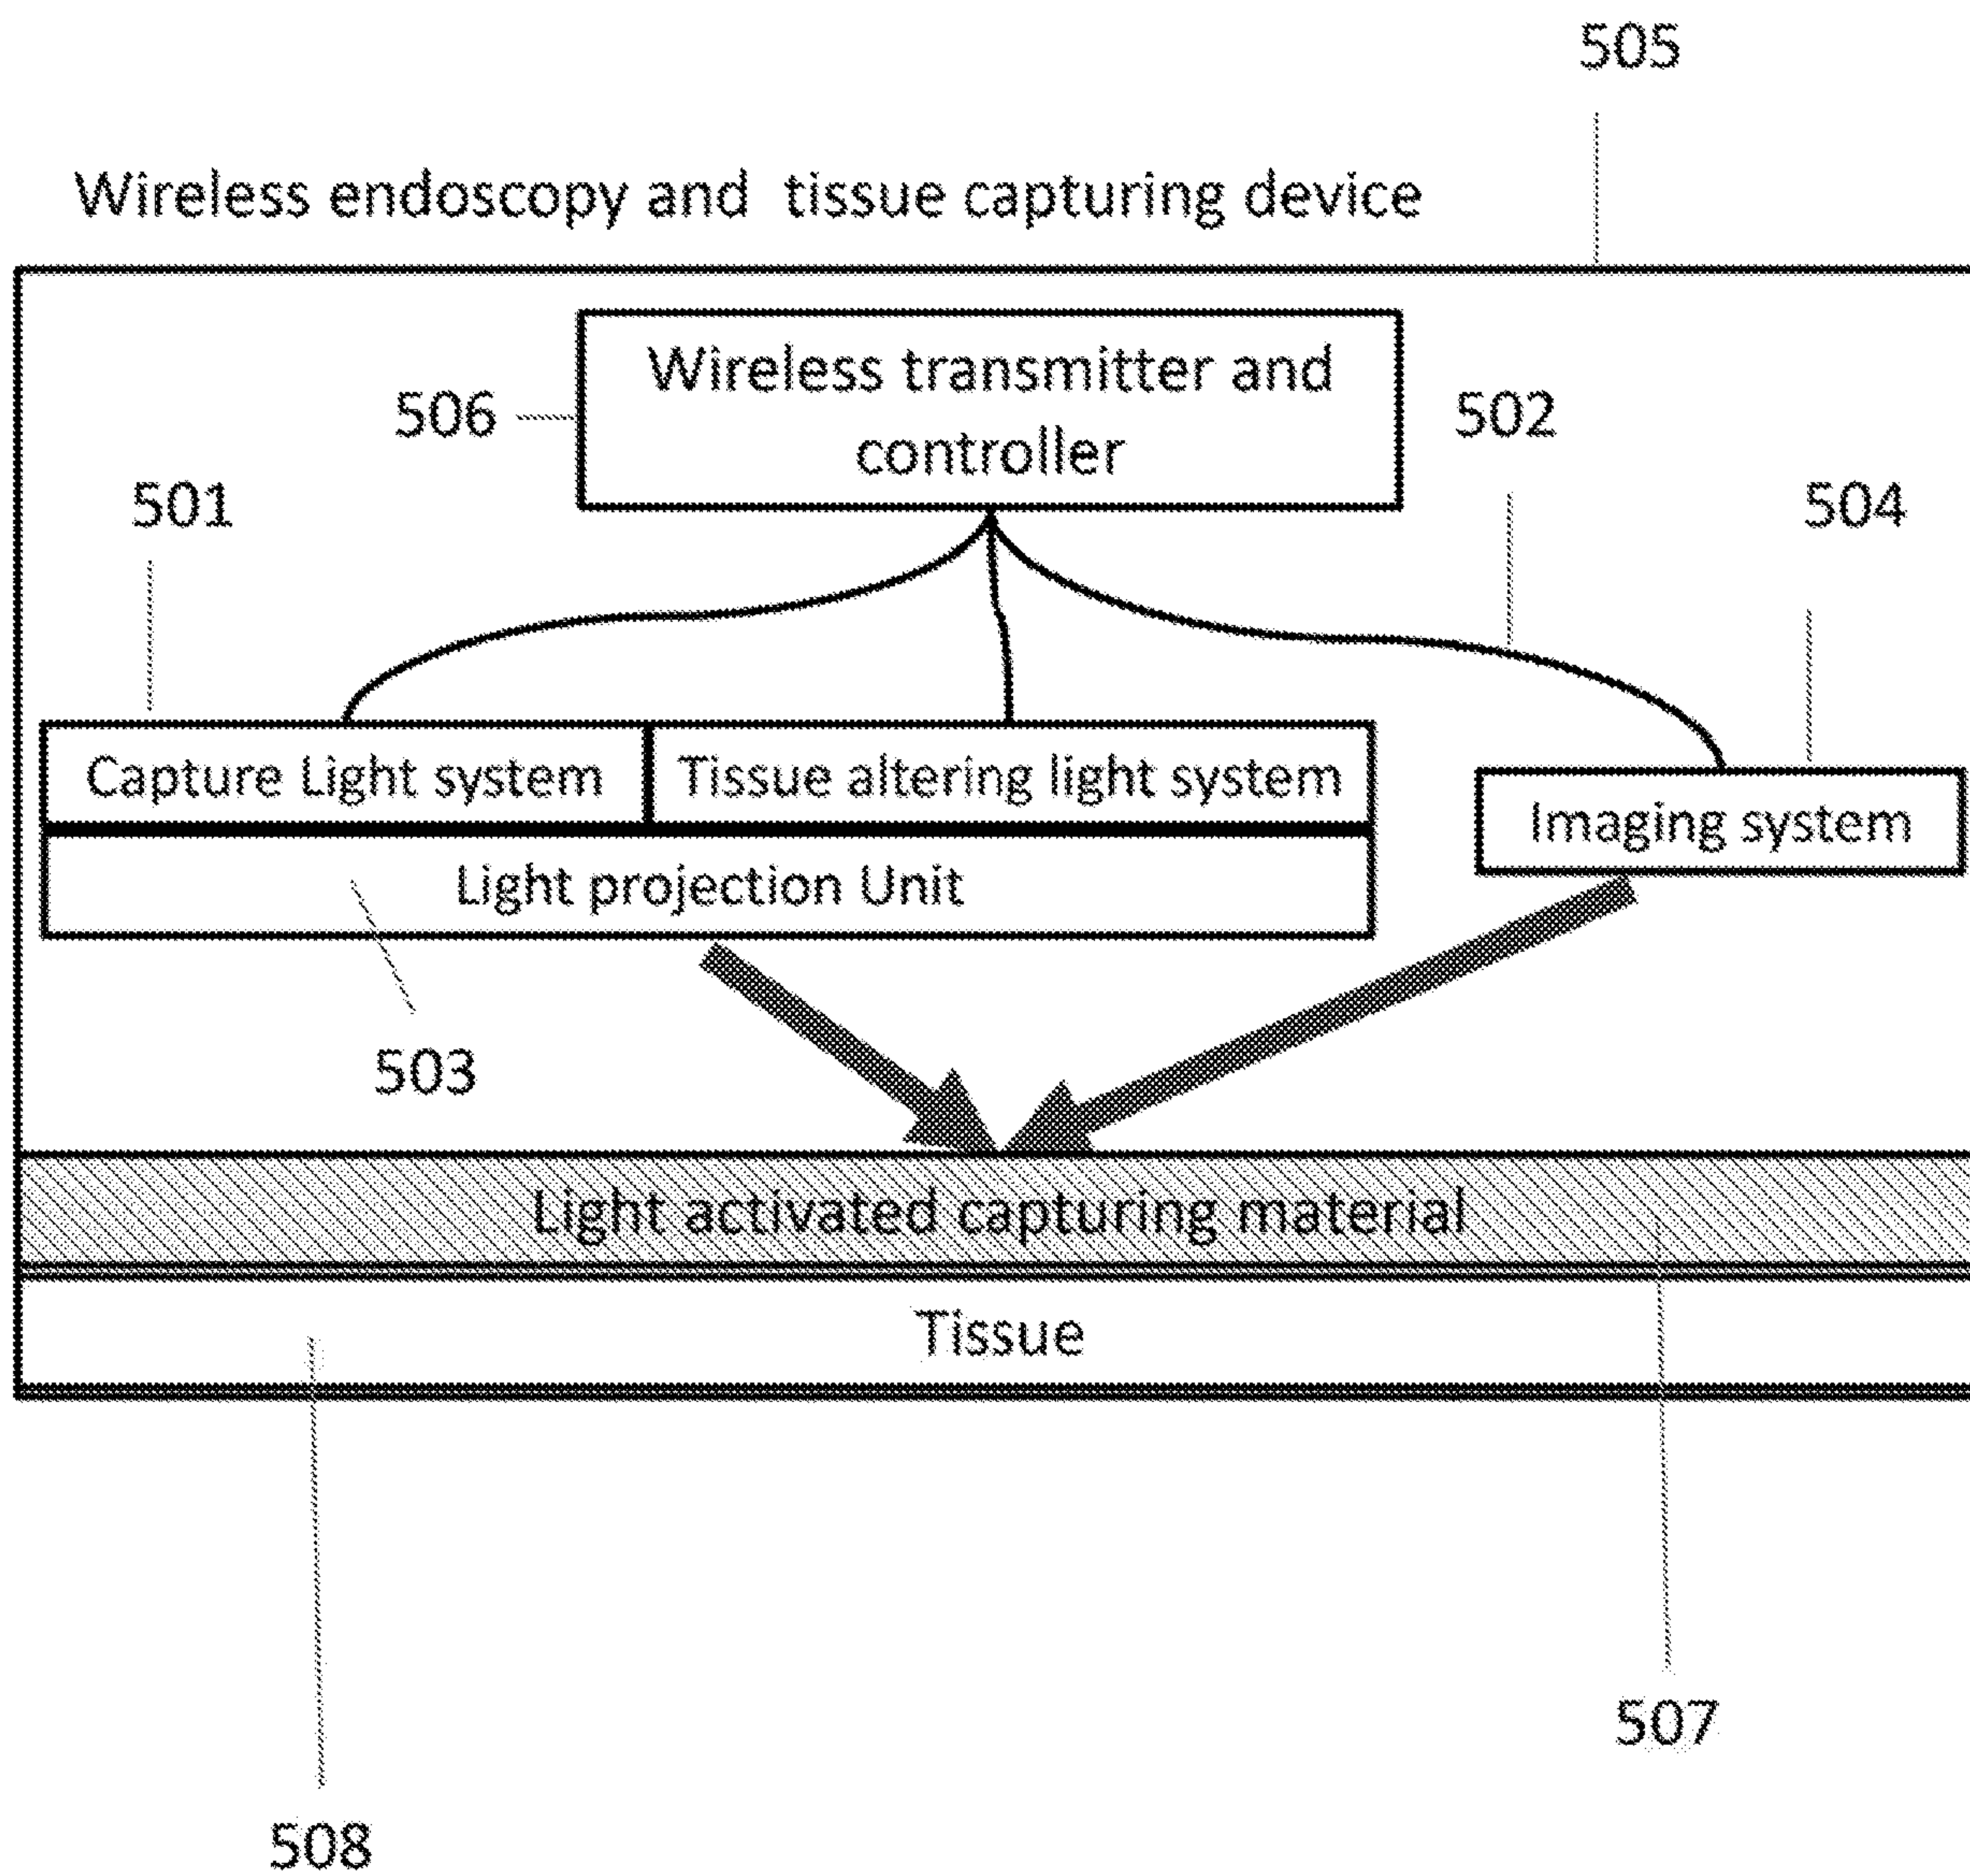 505
Wireless endoscopy and tissue capturing device
Wireless transmitter and
controller
506
502
501
504
Capture Light system
Tissue altering light system
Imaging system
Light projection Unit
503
Light activated capturing material
Tissue
507
508